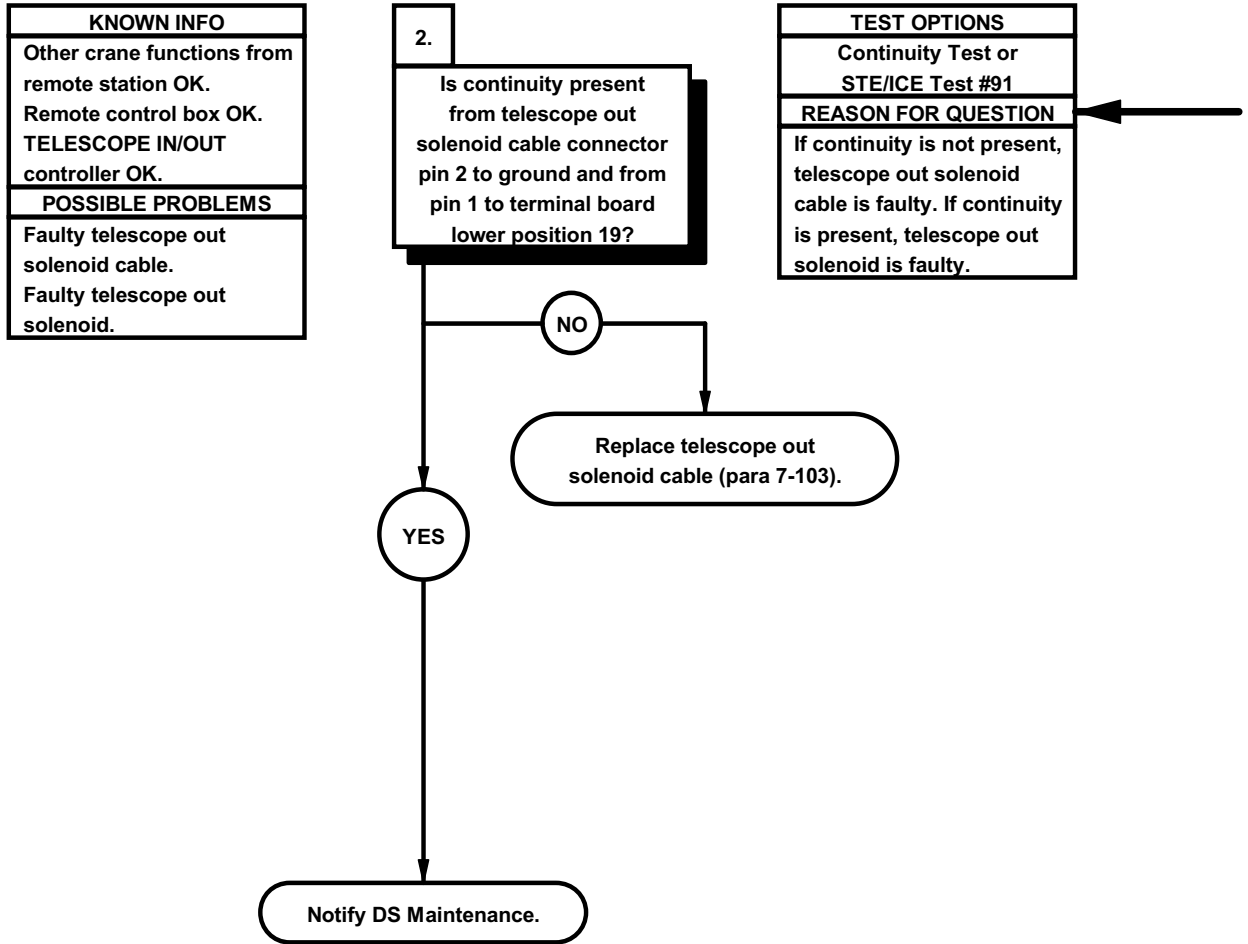 KNOWN INFO
Other crane functions from
remote station OK.
Remote control box OK.
TELESCOPE IN/OUT
controller OK.
POSSIBLE PROBLEMS
Faulty telescope out
solenoid cable.
Faulty telescope out
solenoid.
2.
Is continuity present
from telescope out
solenoid cable connector
pin 2 to ground and from
pin 1 to terminal board
lower position 19?
TEST OPTIONS
Continuity Test or
STE/ICE Test #91
REASON FOR QUESTION
If continuity is not present,
telescope out solenoid
cable is faulty. If continuity
is present, telescope out
solenoid is faulty.
NO
Replace telescope out
solenoid cable (para 7-103).
YES
Notify DS Maintenance.